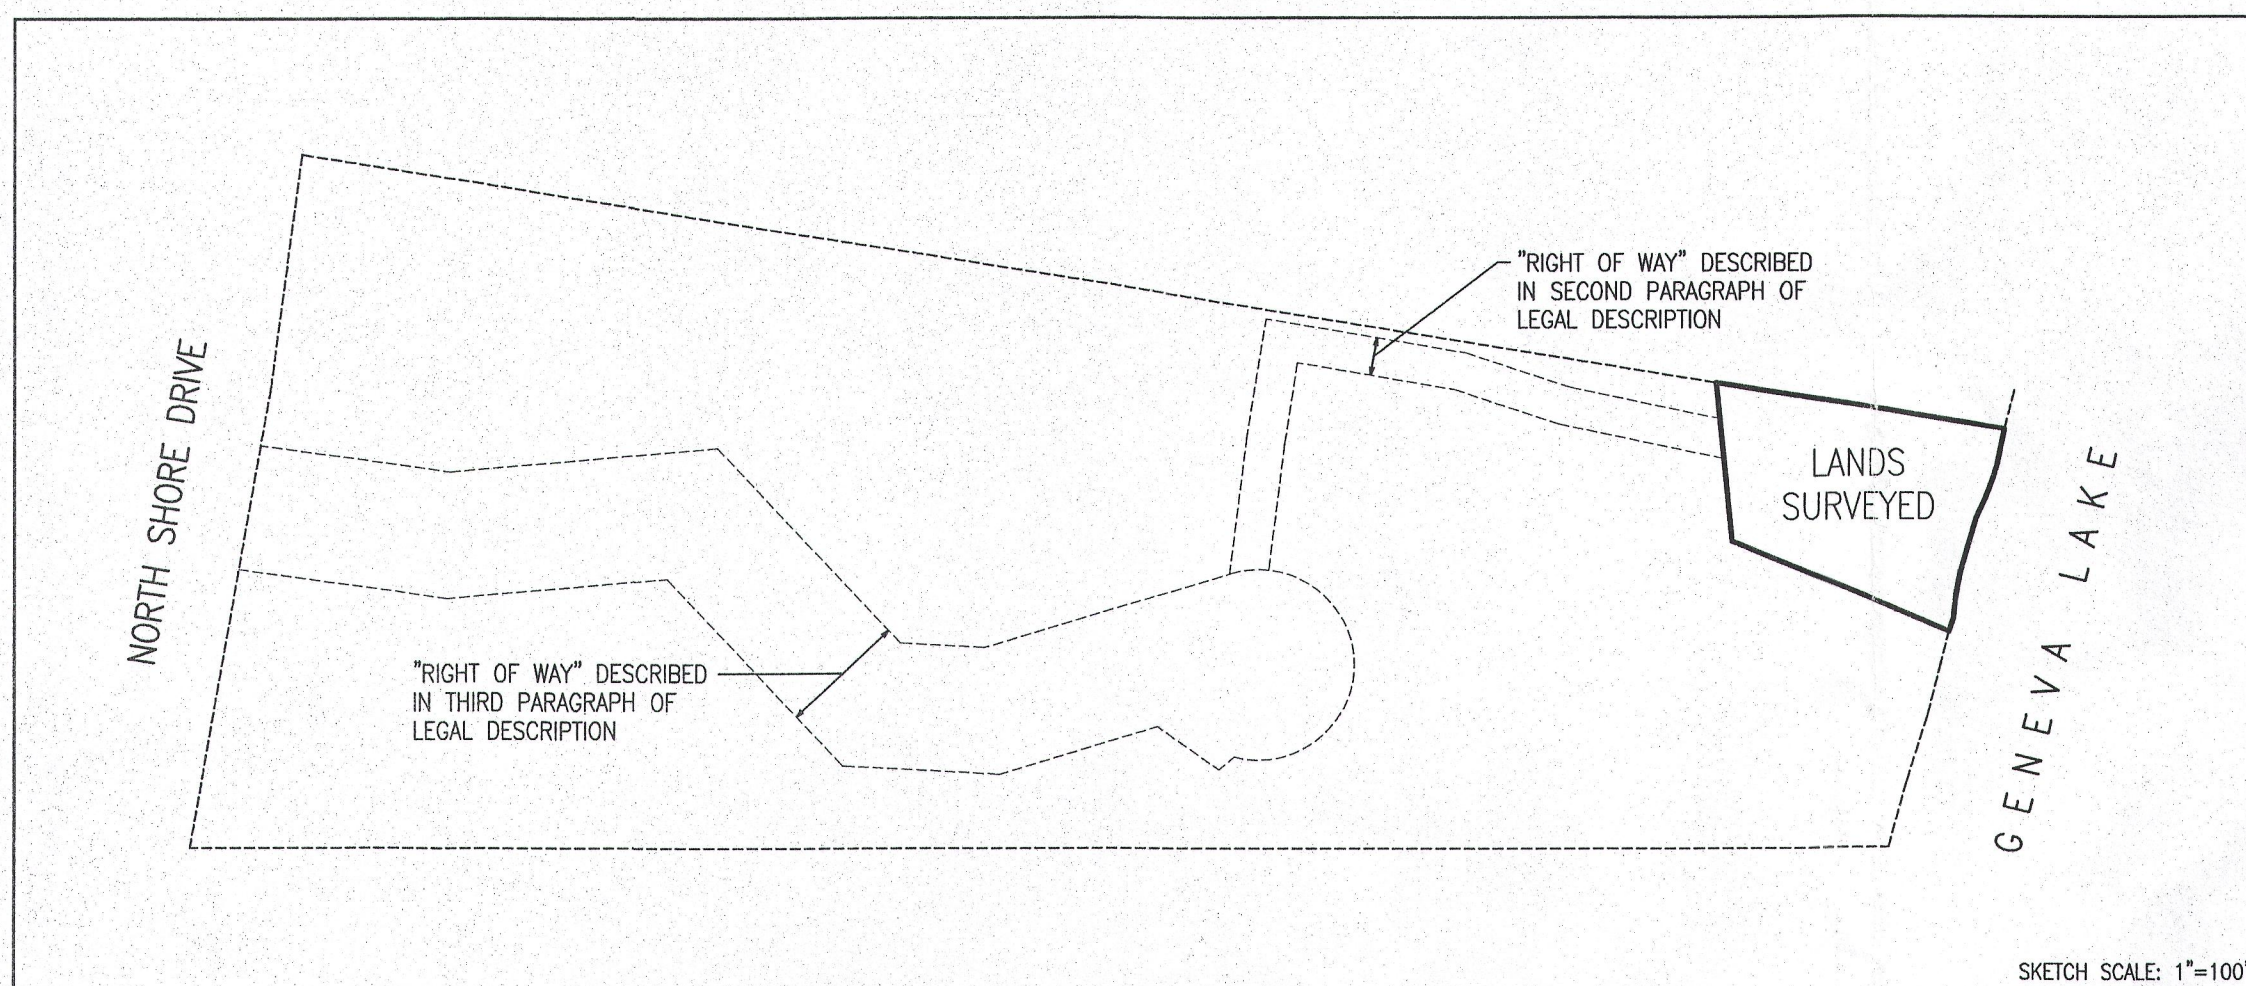 "RIGHT OF WAY" DESCRIBED
IN SECOND PARAGRAPH OF
LEGAL DESCRIPTION
NORTH SHORE DRIVE
LANDS
SURVEYED
GENEVA LAKE
"RIGHT OF WAY" DESCRIBED
IN THIRD PARAGRAPH OF
LEGAL DESCRIPTION
SKETCH SCALE: 1"=100'